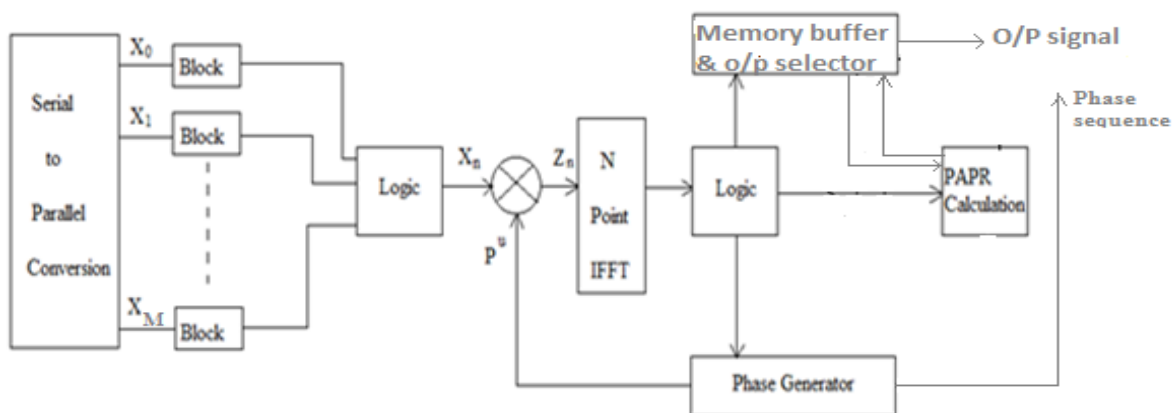 Serial
to
Parallel
Conversion
X0
Block
X1
Block
XM
Block
Logic
Xn
Pu
Zn
N
Point
IFFT
Logic
Memory buffer
& o/p selector
O/P signal
Phase
sequence
PAPR
Calculation
Phase Generator